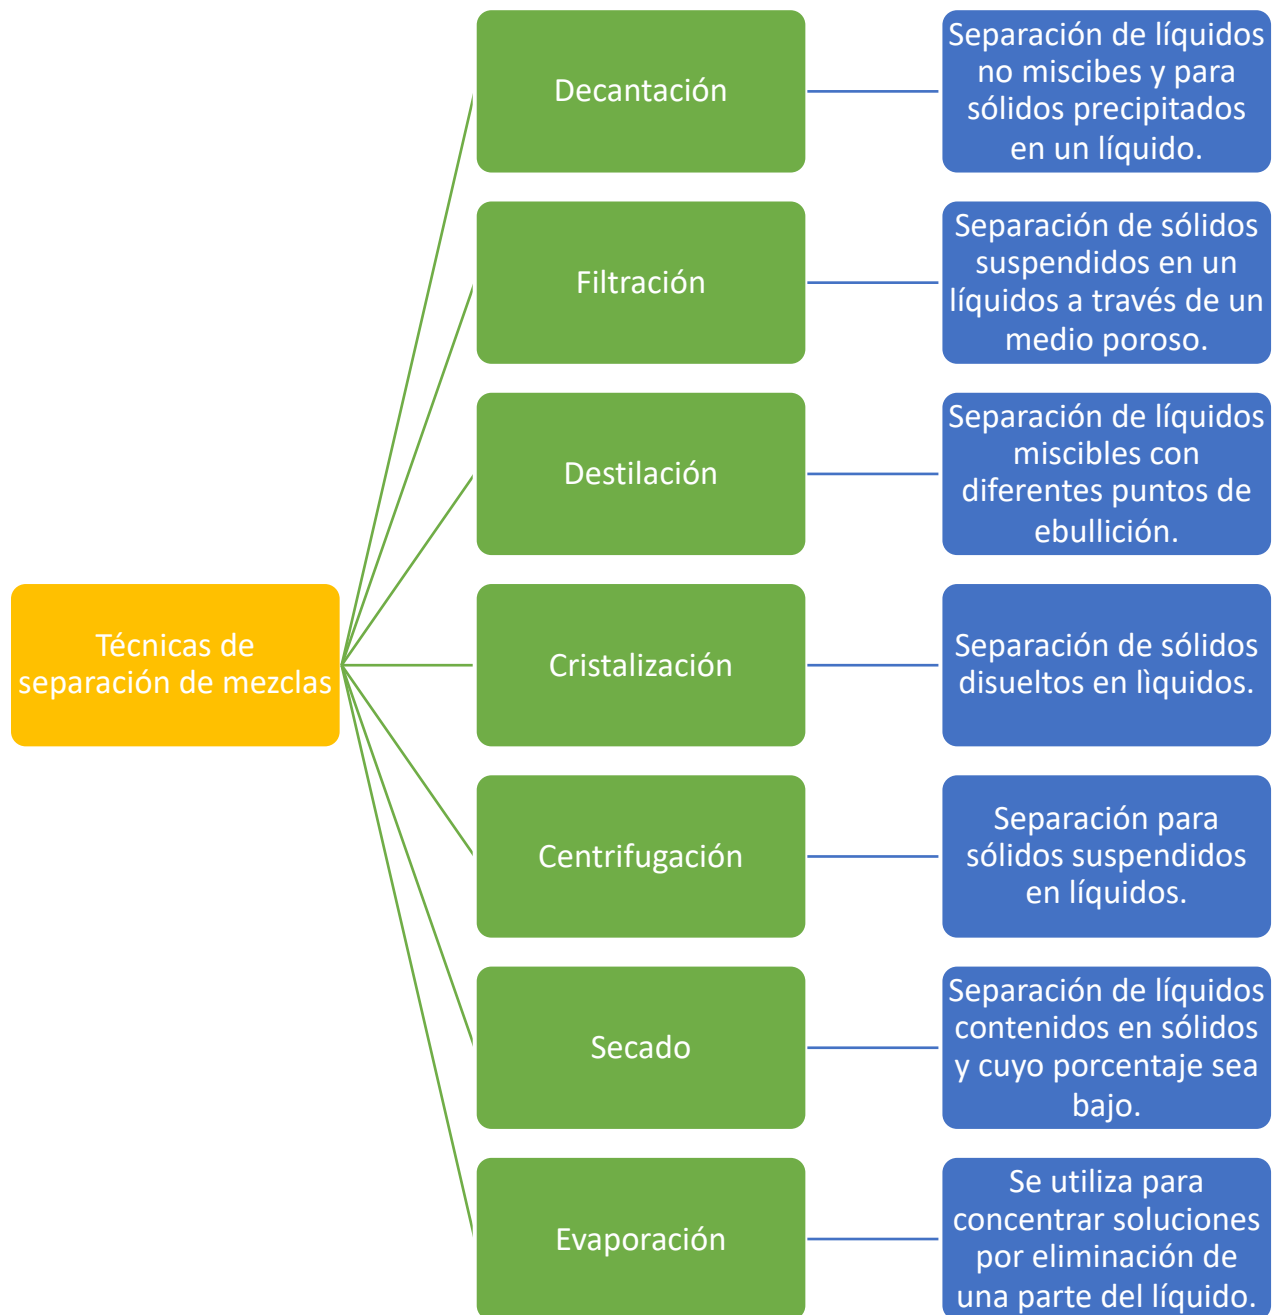 Técnicas de
separación de mezclas
Decantación
Separación de líquidos
no miscibes y para
sólidos precipitados
en un líquido.
Filtración
Separación de sólidos
suspendidos en un
líquidos a través de un
medio poroso.
Destilación
Separación de líquidos
miscibles con
diferentes puntos de
ebullición.
Cristalización
Separación de sólidos
disueltos en lìquidos.
Centrifugación
Separación para
sólidos suspendidos
en líquidos.
Secado
Separación de líquidos
contenidos en sólidos
y cuyo porcentaje sea
bajo.
Evaporación
Se utiliza para
concentrar soluciones
por eliminación de
una parte del líquido.